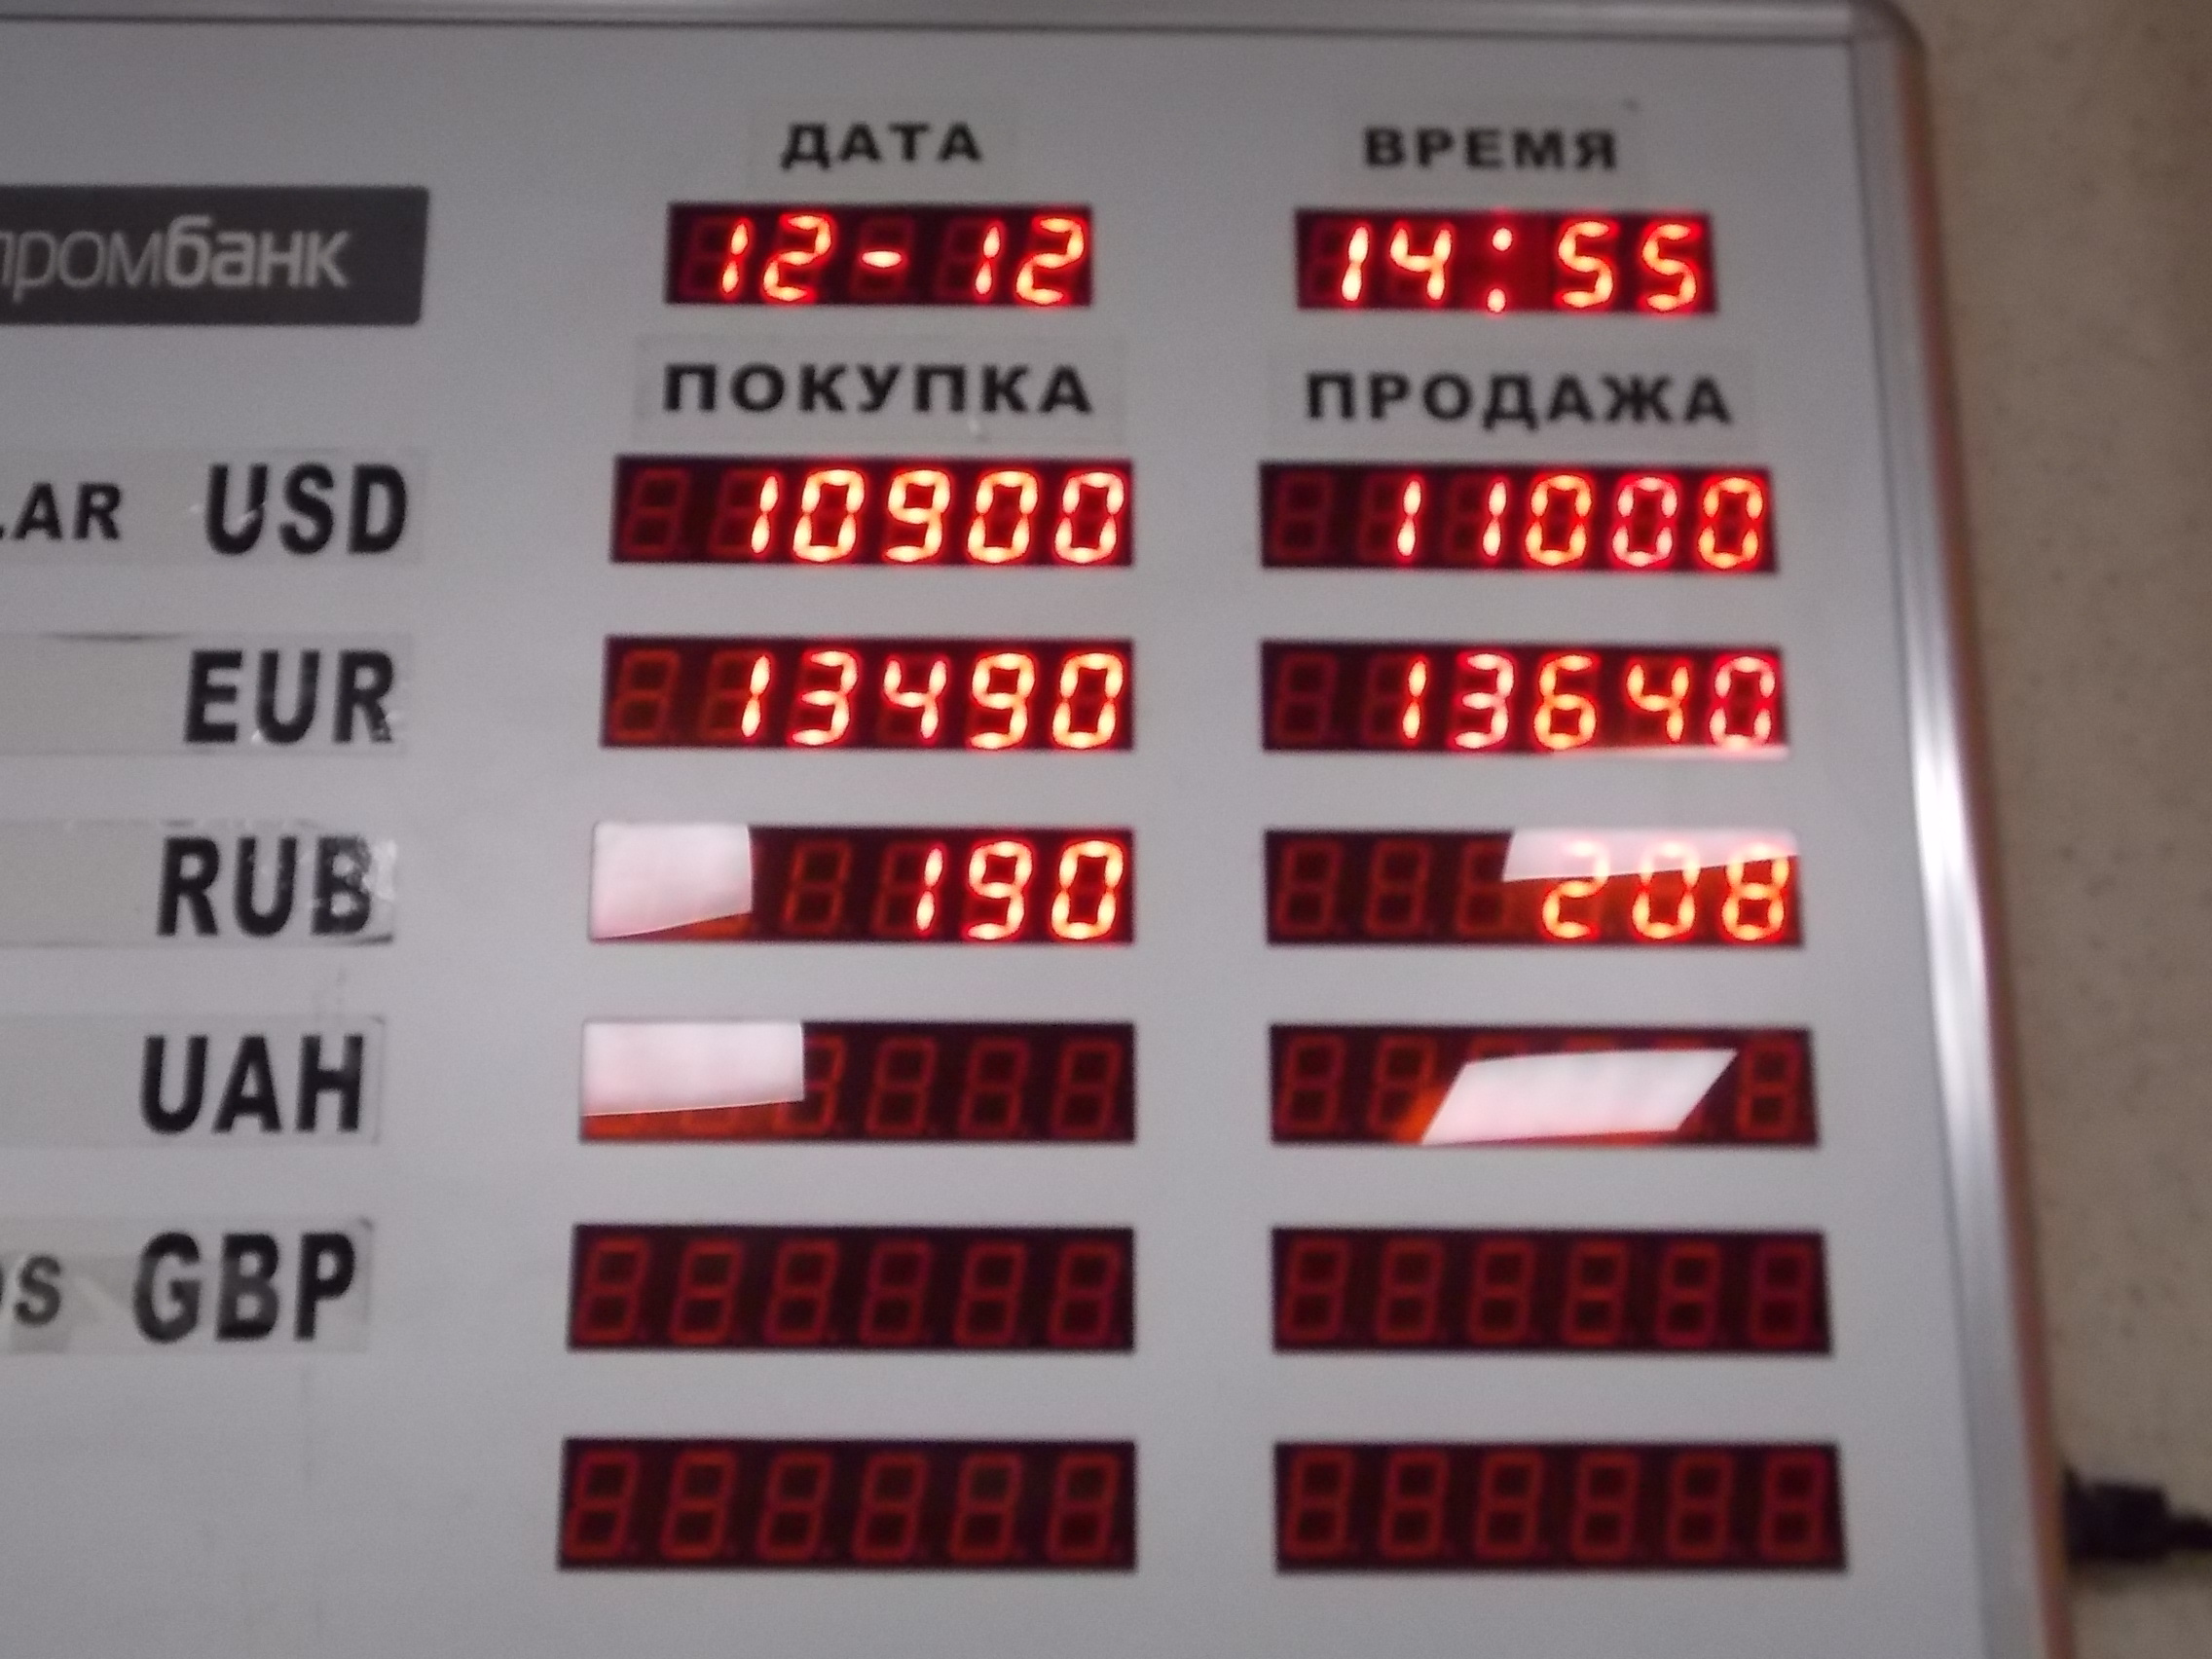 ДАТА ВРЕМЯ
промбанк 12-12 14:55
ПОКУПКА ПРОДАЖА
LAR USD 10900 11000
EUR 13490 13640
RUB 190 208
UAH
DS GBP